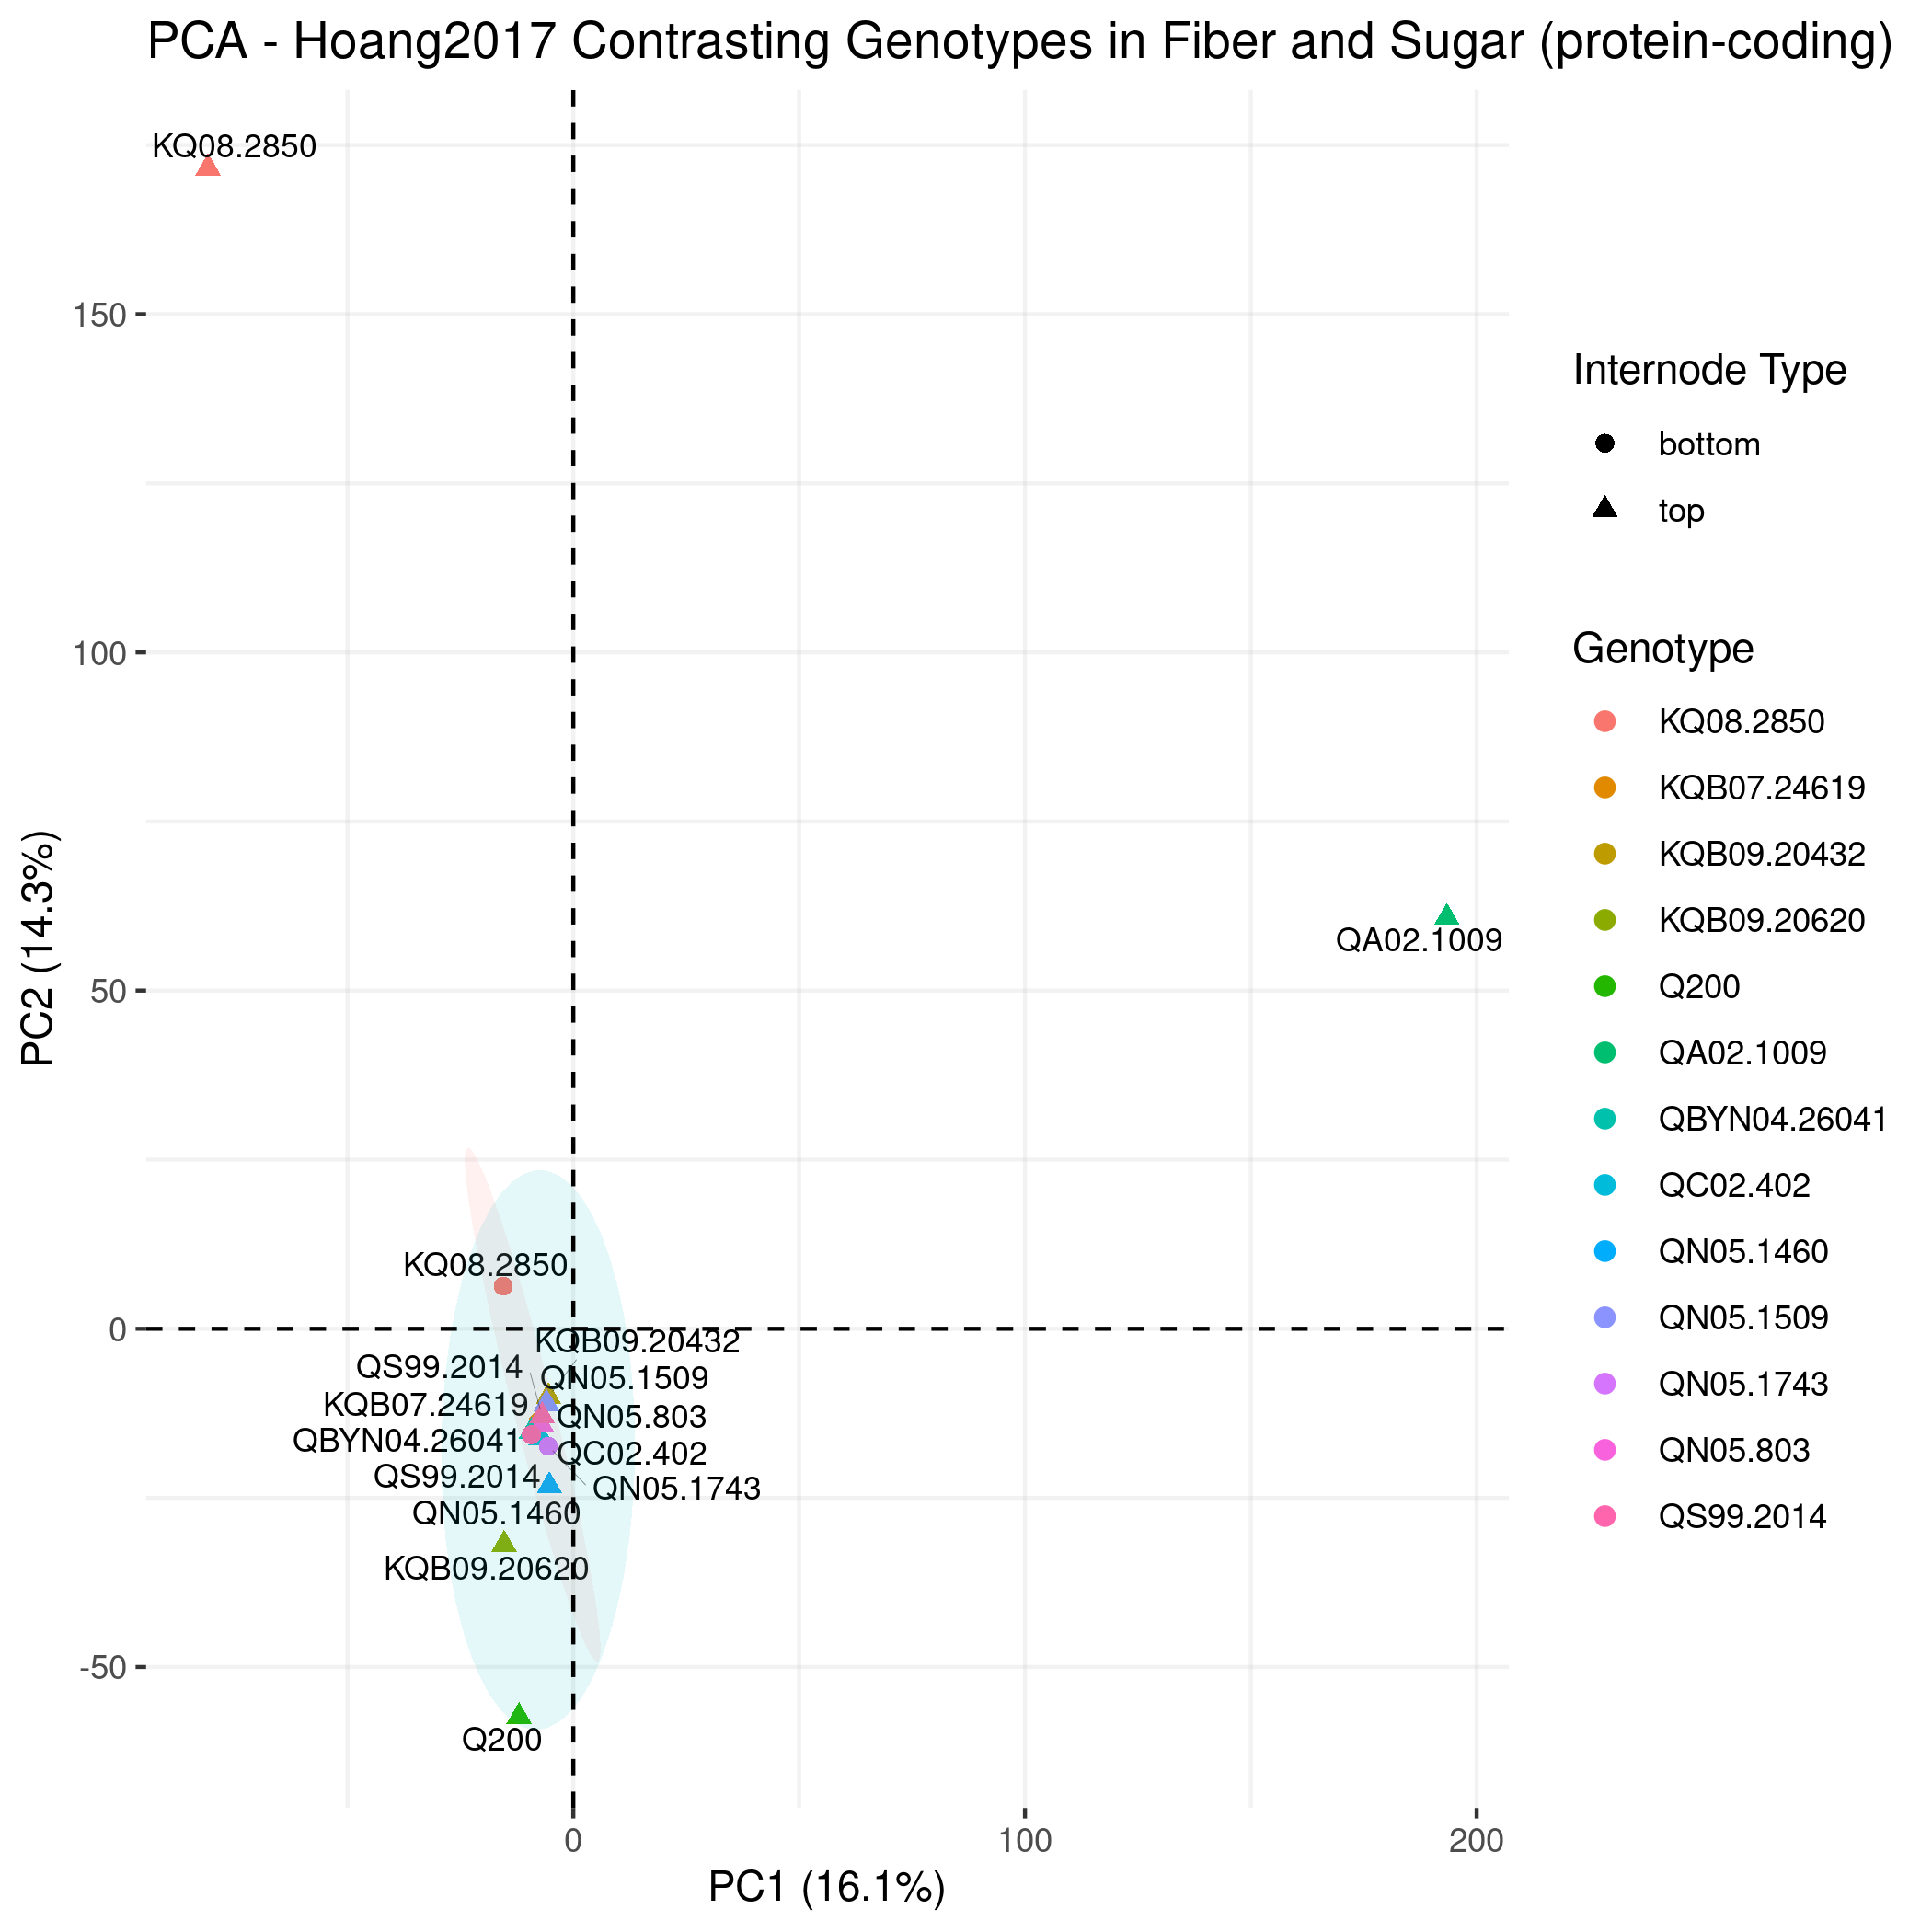 PCA - Hoang2017 Contrasting Genotypes in Fiber and Sugar (protein-coding)
KQ08.2850
150
100
50
0
-50
PC2 (14.3%)
QA02.1009
KQ08.2850
KQB09.20432
QS99.2014
QN05.1509
KQB07.24619
QN05.803
QBYN04.26041
QC02.402
QS99.2014
QN05.1743
QN05.1460
KQB09.20620
Q200
0
100
200
PC1 (16.1%)
Internode Type
bottom
top
Genotype
KQ08.2850
KQB07.24619
KQB09.20432
KQB09.20620
Q200
QA02.1009
QBYN04.26041
QC02.402
QN05.1460
QN05.1509
QN05.1743
QN05.803
QS99.2014